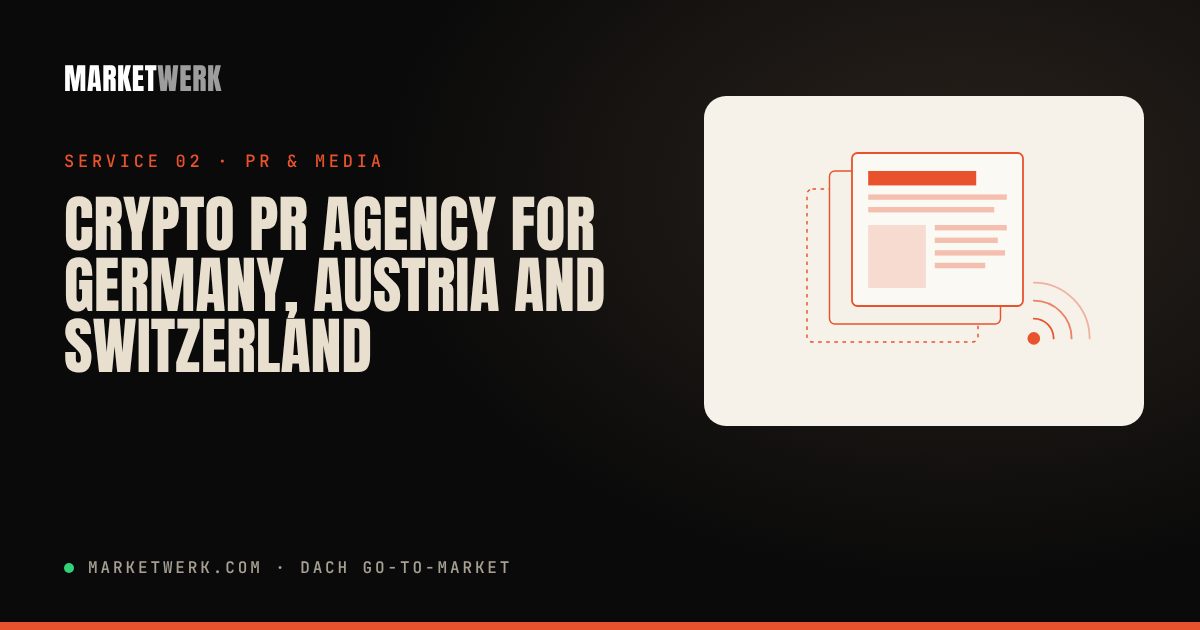 MARKETWERK
SERVICE 02 · PR & MEDIA
CRYPTO PR AGENCY FOR
GERMANY, AUSTRIA AND
SWITZERLAND
MARKETWERK.COM · DACH GO-TO-MARKET